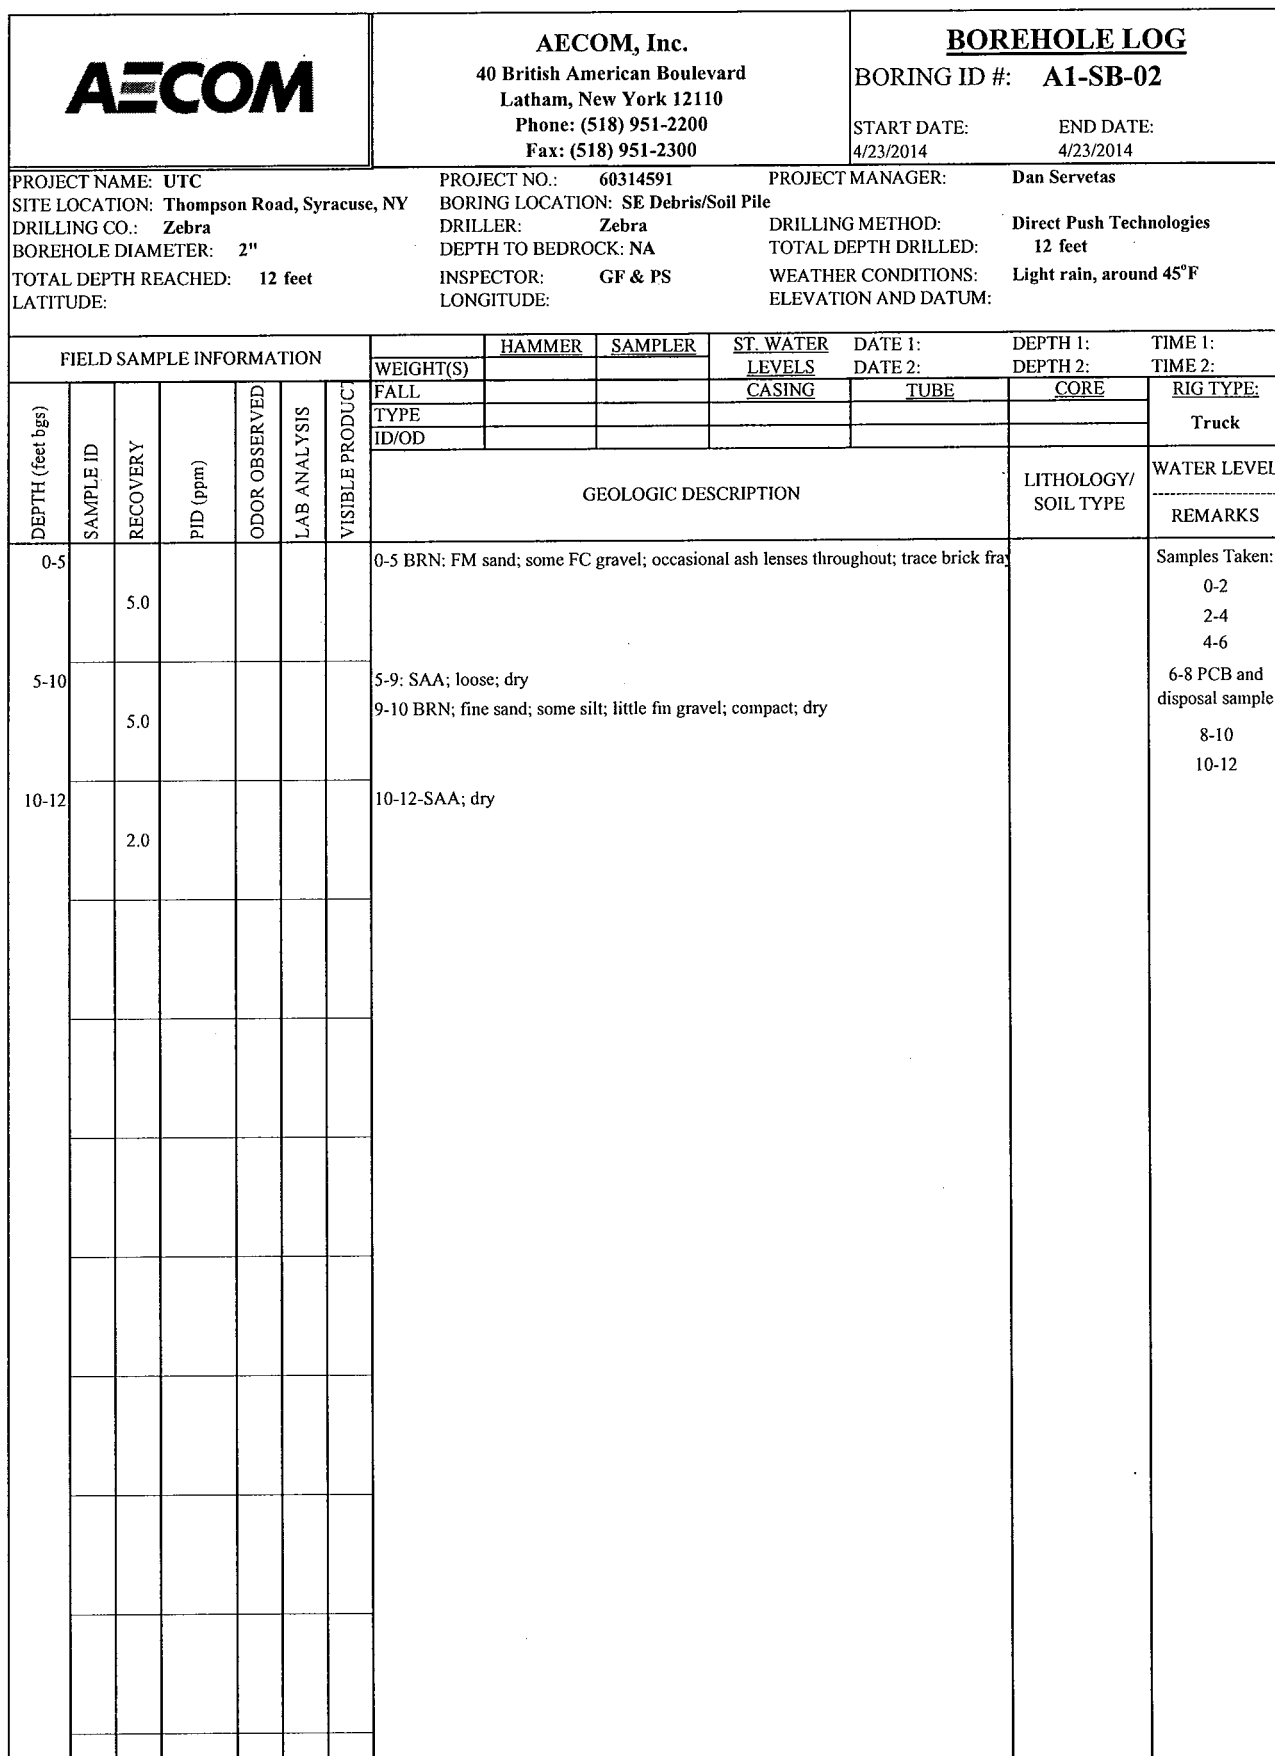 AECOM
AECOM, Inc.
40 British American Boulevard
Latham, New York 12110
Phone: (518) 951-2200
Fax: (518) 951-2300
BOREHOLE LOG
BORING ID #: A1-SB-02
START DATE: END DATE:
4/23/2014 4/23/2014
PROJECT NAME: UTC PROJECT NO.: 60314591 PROJECT MANAGER: Dan Servetas
SITE LOCATION: Thompson Road, Syracuse, NY BORING LOCATION: SE Debris/Soil Pile
DRILLING CO.: Zebra DRILLER: Zebra DRILLING METHOD: Direct Push Technologies
BOREHOLE DIAMETER: 2" DEPTH TO BEDROCK: NA TOTAL DEPTH DRILLED: 12 feet
TOTAL DEPTH REACHED: 12 feet INSPECTOR: GF & PS WEATHER CONDITIONS: Light rain, around 45°F
LATITUDE: LONGITUDE: ELEVATION AND DATUM:
FIELD SAMPLE INFORMATION
HAMMER SAMPLER ST. WATER DATE 1: DEPTH 1: TIME 1:
WEIGHT(S) LEVELS DATE 2: DEPTH 2: TIME 2:
FALL CASING TUBE CORE RIG TYPE:
TYPE Truck
ID/OD
DEPTH (feet bgs)
SAMPLE ID
RECOVERY
PID (ppm)
ODOR OBSERVED
LAB ANALYSIS
VISIBLE PRODUCT
GEOLOGIC DESCRIPTION
LITHOLOGY/
SOIL TYPE
WATER LEVEL
REMARKS
0-5 0-5 BRN: FM sand; some FC gravel; occasional ash lenses throughout; trace brick fra Samples Taken:
0-2
5.0
2-4
4-6
5-10 5-9: SAA; loose; dry 6-8 PCB and
disposal sample
9-10 BRN; fine sand; some silt; little fm gravel; compact; dry
5.0
8-10
10-12
10-12 10-12-SAA; dry
2.0